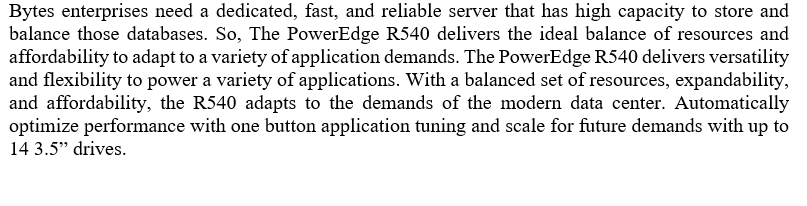 Bytes enterprises need a dedicated, fast, and reliable server that has high capacity to store and
balance those databases. So, The PowerEdge R540 delivers the ideal balance of resources and
affordability to adapt to a variety of application demands. The PowerEdge R540 delivers versatility
and flexibility to power a variety of applications. With a balanced set of resources, expandability,
and affordability, the R540 adapts to the demands of the modern data center. Automatically
optimize performance with one button application tuning and scale for future demands with up to
14 3.5” drives.